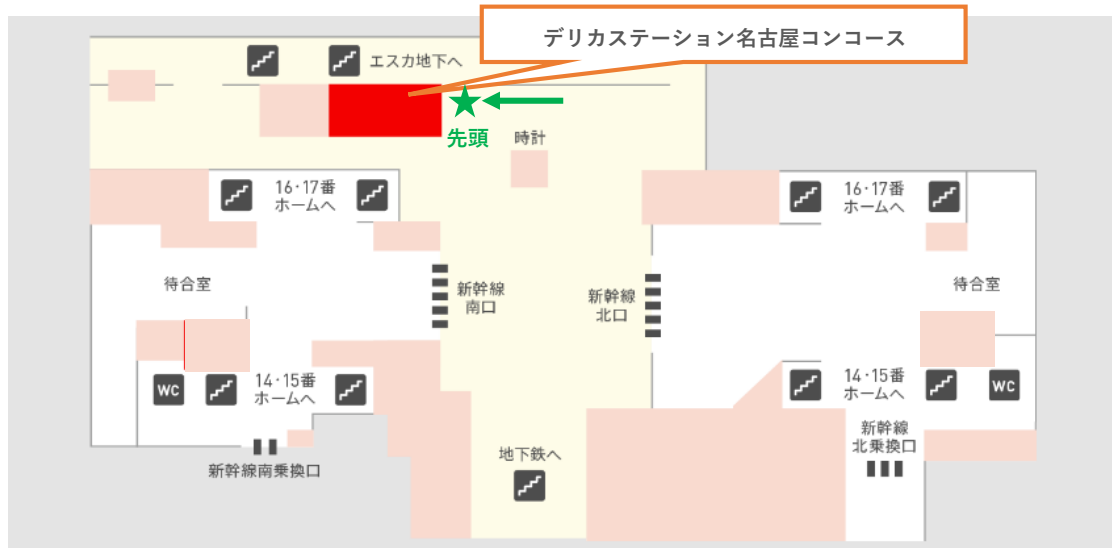 デリカステーション名古屋コンコース
エスカ地下へ
先頭
時計
16・17番
ホームへ
16・17番
ホームへ
待合室
新幹線
南口
新幹線
北口
待合室
WC
14・15番
ホームへ
14・15番
ホームへ
WC
新幹線南乗換口
地下鉄へ
新幹線
北乗換口